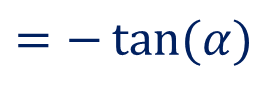 = − tan(α)